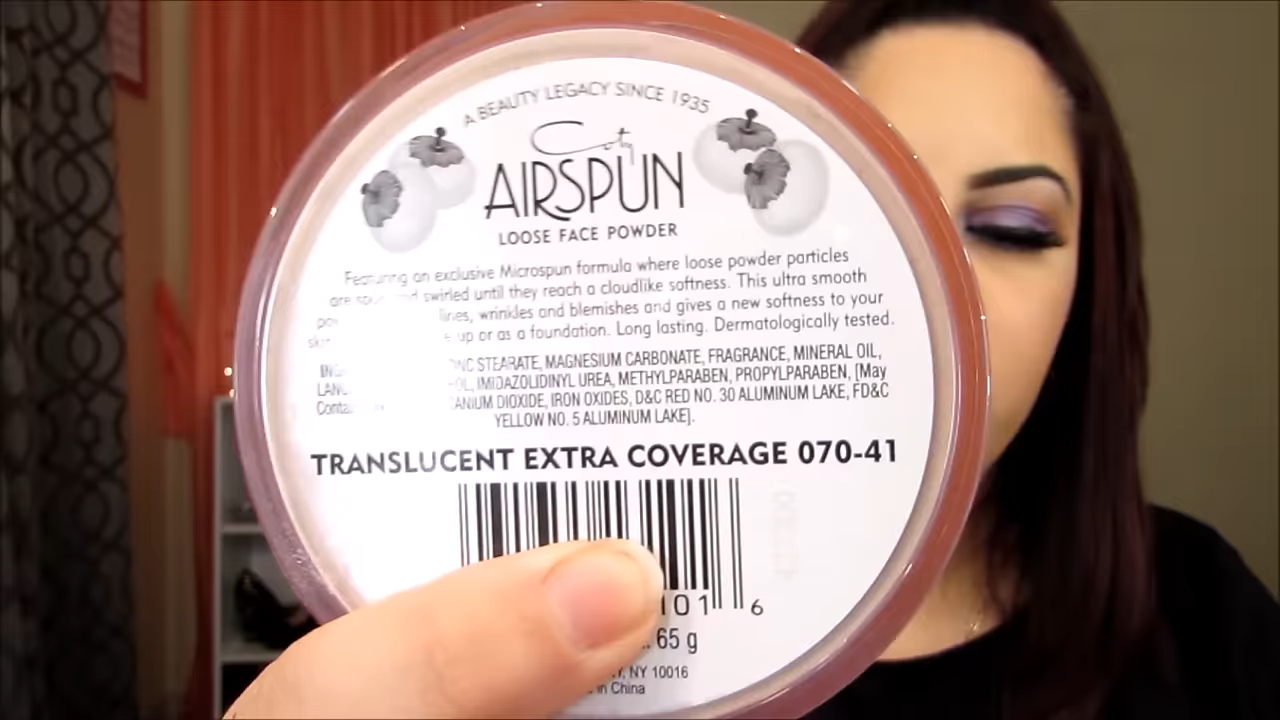 A BEAUTY LEGACY SINCE 1935
Coty
AIRSPUN
LOOSE FACE POWDER
Featuring an exclusive Microspun formula where loose powder particles
are swirled until they reach a cloudlike softness. This ultra smooth
lines, wrinkles and blemishes and gives a new softness to your
up or as a foundation. Long lasting. Dermatologically tested.
STEARATE, MAGNESIUM CARBONATE, FRAGRANCE, MINERAL OIL,
IMIDAZOLIDINYL UREA, METHYLPARABEN, PROPYLPARABEN, [May
DIOXIDE, IRON OXIDES, D&C RED NO. 30 ALUMINUM LAKE, FD&C
YELLOW NO. 5 ALUMINUM LAKE].
TRANSLUCENT EXTRA COVERAGE 070-41
101 6
65 g
NY 10016
in China